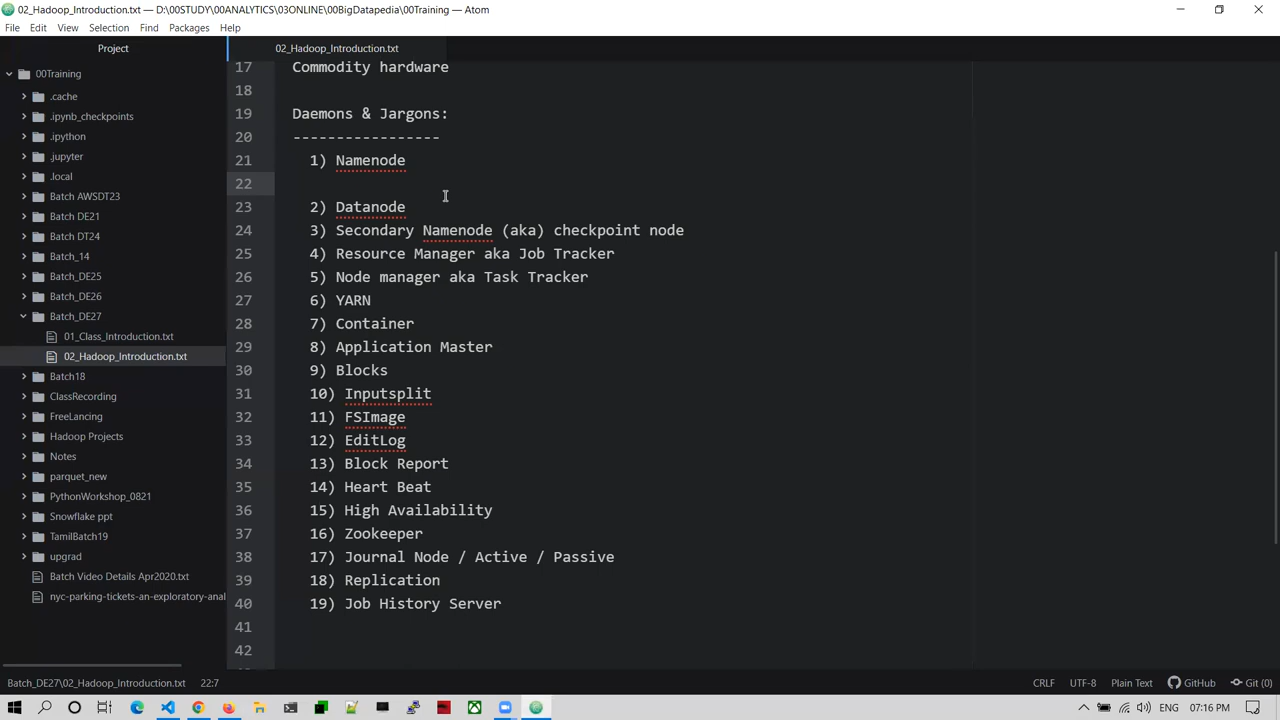 02_Hadoop_Introduction.txt — D:\00STUDY\00ANALYTICS\03ONLINE\00BigDatapedia\00Training — Atom
File Edit View Selection Find Packages Help
Project
02_Hadoop_Introduction.txt
00Training
.cache
.ipynb_checkpoints
.ipython
.jupyter
.local
Batch AWSDT23
Batch DE21
Batch DT24
Batch_14
Batch_DE25
Batch_DE26
Batch_DE27
01_Class_Introduction.txt
02_Hadoop_Introduction.txt
Batch18
ClassRecording
FreeLancing
Hadoop Projects
Notes
parquet_new
PythonWorkshop_0821
Snowflake ppt
TamilBatch19
upgrad
Batch Video Details Apr2020.txt
nyc-parking-tickets-an-exploratory-anal
17 Commodity hardware
18
19 Daemons & Jargons:
20 -----------------
21 1) Namenode
22
23 2) Datanode
24 3) Secondary Namenode (aka) checkpoint node
25 4) Resource Manager aka Job Tracker
26 5) Node manager aka Task Tracker
27 6) YARN
28 7) Container
29 8) Application Master
30 9) Blocks
31 10) Inputsplit
32 11) FSImage
33 12) EditLog
34 13) Block Report
35 14) Heart Beat
36 15) High Availability
37 16) Zookeeper
38 17) Journal Node / Active / Passive
39 18) Replication
40 19) Job History Server
41
42
Batch_DE27\02_Hadoop_Introduction.txt 22:7
CRLF UTF-8 Plain Text GitHub Git (0)
ENG 07:16 PM